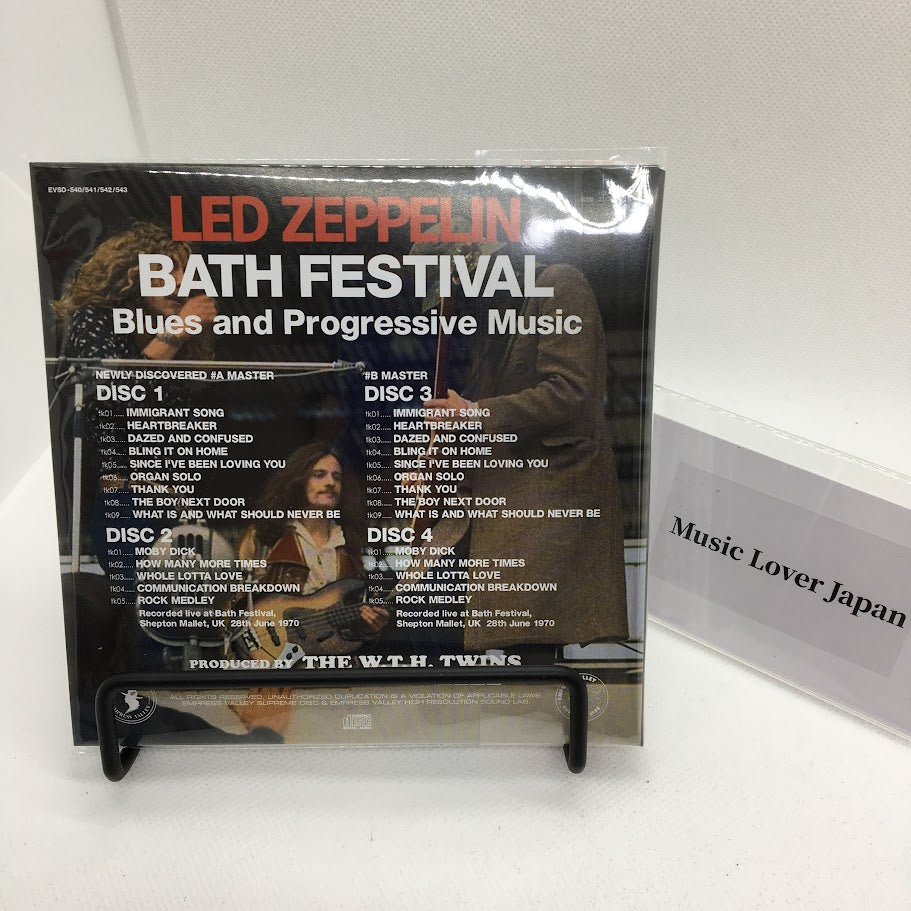 EVSD-540/541/542/543
LED ZEPPELIN
BATH FESTIVAL
Blues and Progressive Music
NEWLY DISCOVERED #A MASTER
DISC 1
tk01..... IMMIGRANT SONG
tk02..... HEARTBREAKER
tk03..... DAZED AND CONFUSED
tk04..... BLING IT ON HOME
tk05..... SINCE I'VE BEEN LOVING YOU
tk06..... ORGAN SOLO
tk07..... THANK YOU
tk08..... THE BOY NEXT DOOR
tk09..... WHAT IS AND WHAT SHOULD NEVER BE
DISC 2
tk01..... MOBY DICK
tk02..... HOW MANY MORE TIMES
tk03..... WHOLE LOTTA LOVE
tk04..... COMMUNICATION BREAKDOWN
tk05..... ROCK MEDLEY
Recorded live at Bath Festival,
Shepton Mallet, UK 28th June 1970
#B MASTER
DISC 3
tk01..... IMMIGRANT SONG
tk02..... HEARTBREAKER
tk03..... DAZED AND CONFUSED
tk04..... BLING IT ON HOME
tk05..... SINCE I'VE BEEN LOVING YOU
tk06..... ORGAN SOLO
tk07..... THANK YOU
tk08..... THE BOY NEXT DOOR
tk09..... WHAT IS AND WHAT SHOULD NEVER BE
DISC 4
tk01..... MOBY DICK
tk02..... HOW MANY MORE TIMES
tk03..... WHOLE LOTTA LOVE
tk04..... COMMUNICATION BREAKDOWN
tk05..... ROCK MEDLEY
Recorded live at Bath Festival,
Shepton Mallet, UK 28th June 1970
PRODUCED BY THE W.T.H. TWINS
ALL RIGHTS RESERVED. UNAUTHORIZED DUPLICATION IS A VIOLATION OF APPLICABLE LAWS.
EMPRESS VALLEY SUPREME DISC & EMPRESS VALLEY HIGH RESOLUTION SOUND LAB.
EMPRESS VALLEY
disc
DIGITAL AUDIO
Music Lover Japan